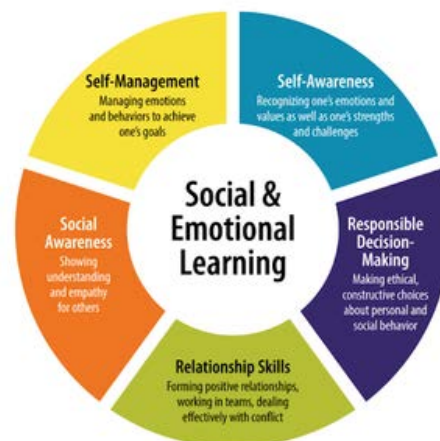 Self-Management
Managing emotions
and behaviors to achieve
one's goals
Self-Awareness
Recognizing one's emotions and
values as well as one's strengths
and challenges
Social &
Emotional
Learning
Social
Awareness
Showing
understanding
and empathy
for others
Responsible
Decision-
Making
Making ethical,
constructive choices
about personal and
social behavior
Relationship Skills
Forming positive relationships,
working in teams, dealing
effectively with conflict